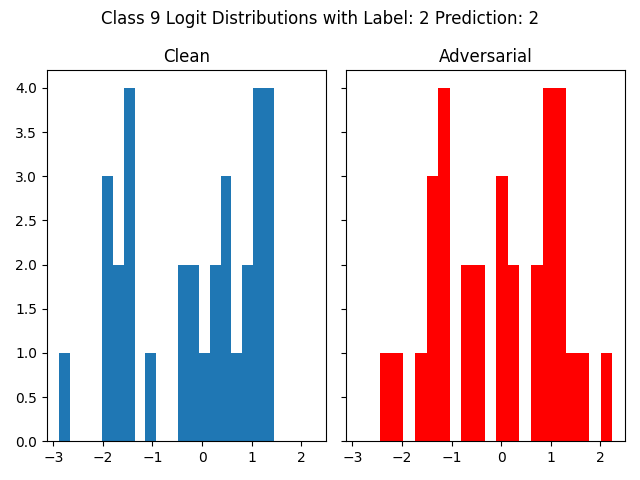 Class 9 Logit Distributions with Label: 2 Prediction: 2
Clean
Adversarial
4.0
3.5
3.0
2.5
2.0
1.5
1.0
0.5
0.0
−3 −2 −1 0 1 2
−3 −2 −1 0 1 2